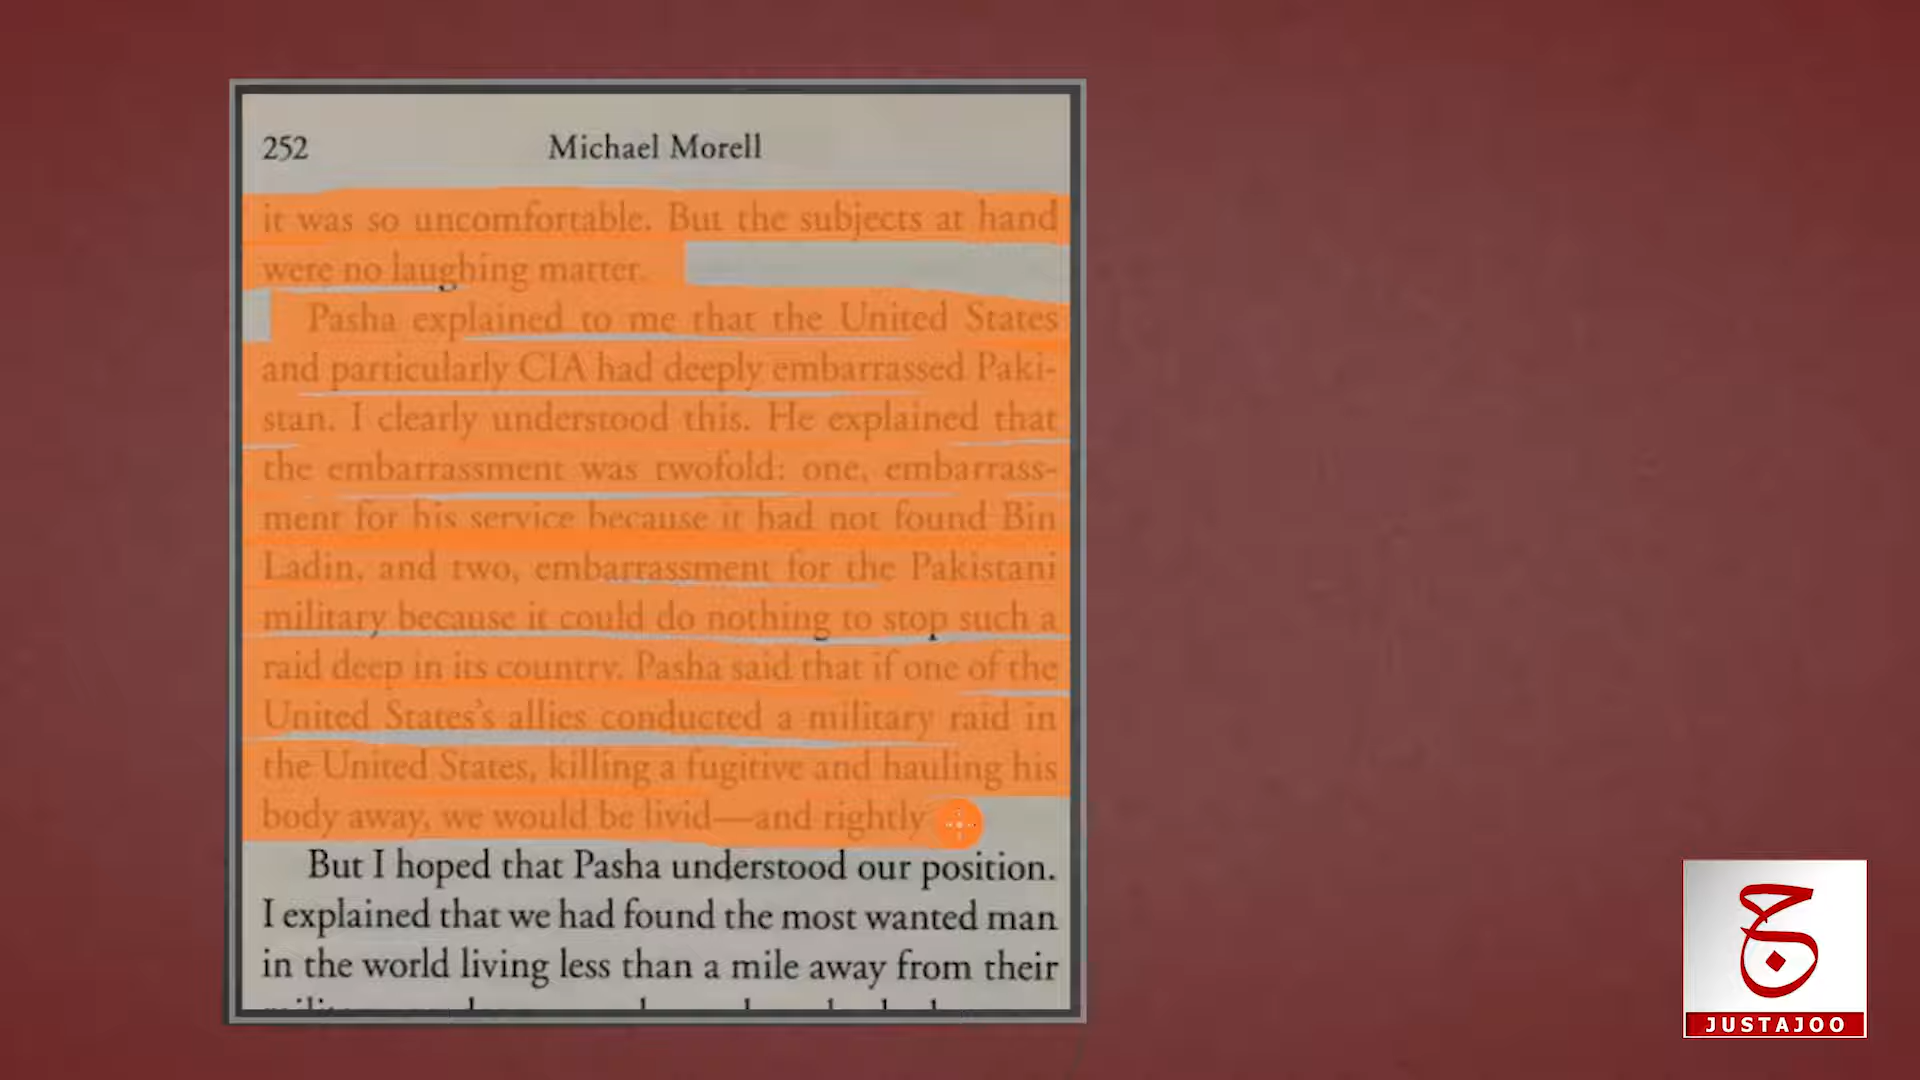 252 Michael Morell
it was so uncomfortable. But the subjects at hand
were no laughing matter.
Pasha explained to me that the United States
and particularly CIA had deeply embarrassed Paki-
stan. I clearly understood this. He explained that
the embarrassment was twofold: one, embarrass-
ment for his service because it had not found Bin
Ladin, and two, embarrassment for the Pakistani
military because it could do nothing to stop such a
raid deep in its country. Pasha said that if one of the
United States's allies conducted a military raid in
the United States, killing a fugitive and hauling his
body away, we would be livid—and rightly
But I hoped that Pasha understood our position.
I explained that we had found the most wanted man
in the world living less than a mile away from their
ج
JUSTAJOO